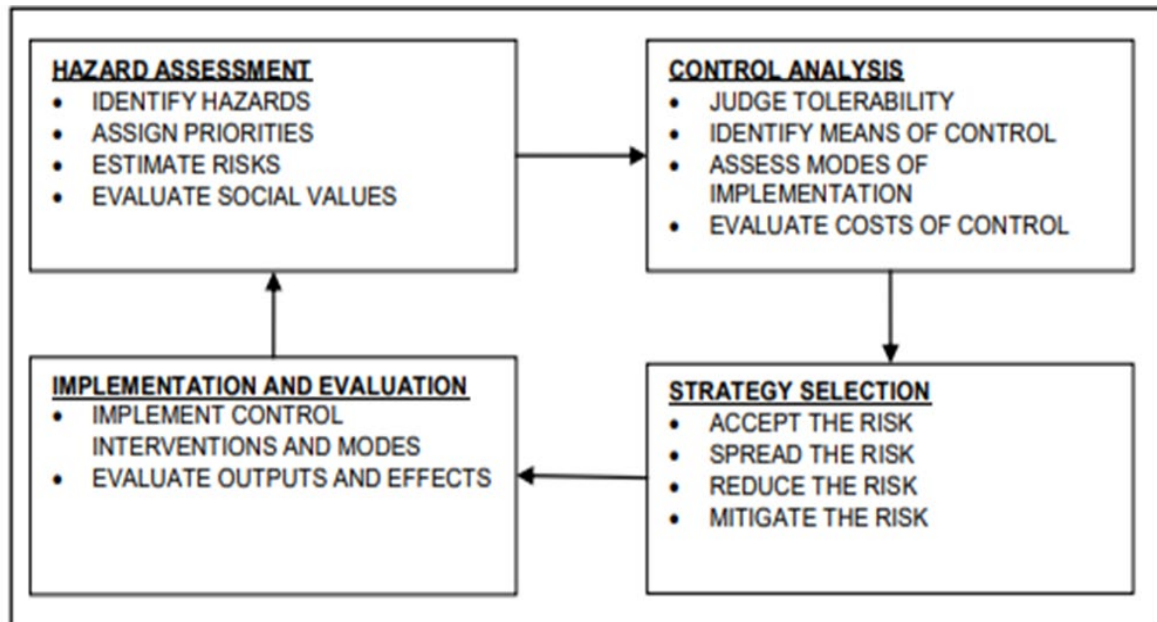 HAZARD ASSESSMENT
• IDENTIFY HAZARDS
• ASSIGN PRIORITIES
• ESTIMATE RISKS
• EVALUATE SOCIAL VALUES
CONTROL ANALYSIS
• JUDGE TOLERABILITY
• IDENTIFY MEANS OF CONTROL
• ASSESS MODES OF
IMPLEMENTATION
• EVALUATE COSTS OF CONTROL
IMPLEMENTATION AND EVALUATION
• IMPLEMENT CONTROL
INTERVENTIONS AND MODES
• EVALUATE OUTPUTS AND EFFECTS
STRATEGY SELECTION
• ACCEPT THE RISK
• SPREAD THE RISK
• REDUCE THE RISK
• MITIGATE THE RISK